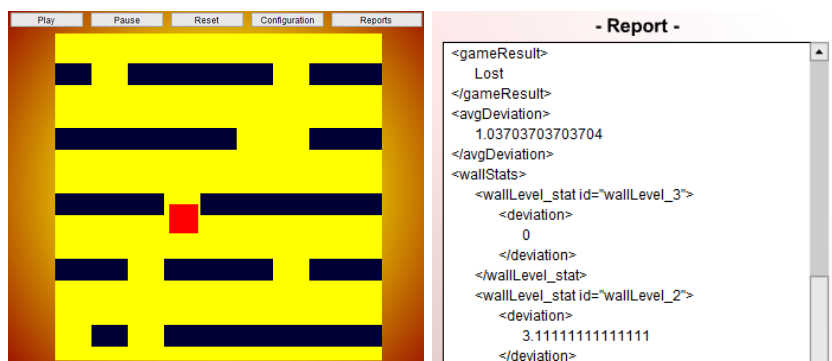 Play
Pause
Reset
Configuration
Reports
- Report -
<gameResult>
Lost
</gameResult>
<avgDeviation>
1.03703703703704
</avgDeviation>
<wallStats>
<wallLevel_stat id="wallLevel_3">
<deviation>
0
</deviation>
</wallLevel_stat>
<wallLevel_stat id="wallLevel_2">
<deviation>
3.11111111111111
</deviation>